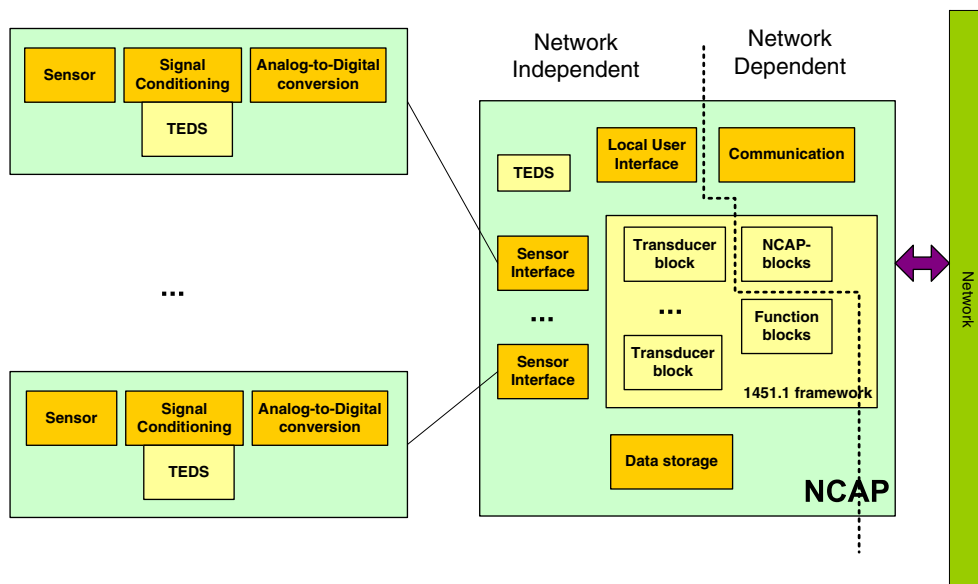 Network
Independent
Network
Dependent
Sensor
Signal
Conditioning
Analog-to-Digital
conversion
TEDS
...
Sensor
Signal
Conditioning
Analog-to-Digital
conversion
TEDS
TEDS
Local User
Interface
Communication
Sensor
Interface
...
Sensor
Interface
Transducer
block
...
Transducer
block
NCAP-
blocks
Function
blocks
1451.1 framework
Data storage
NCAP
Network